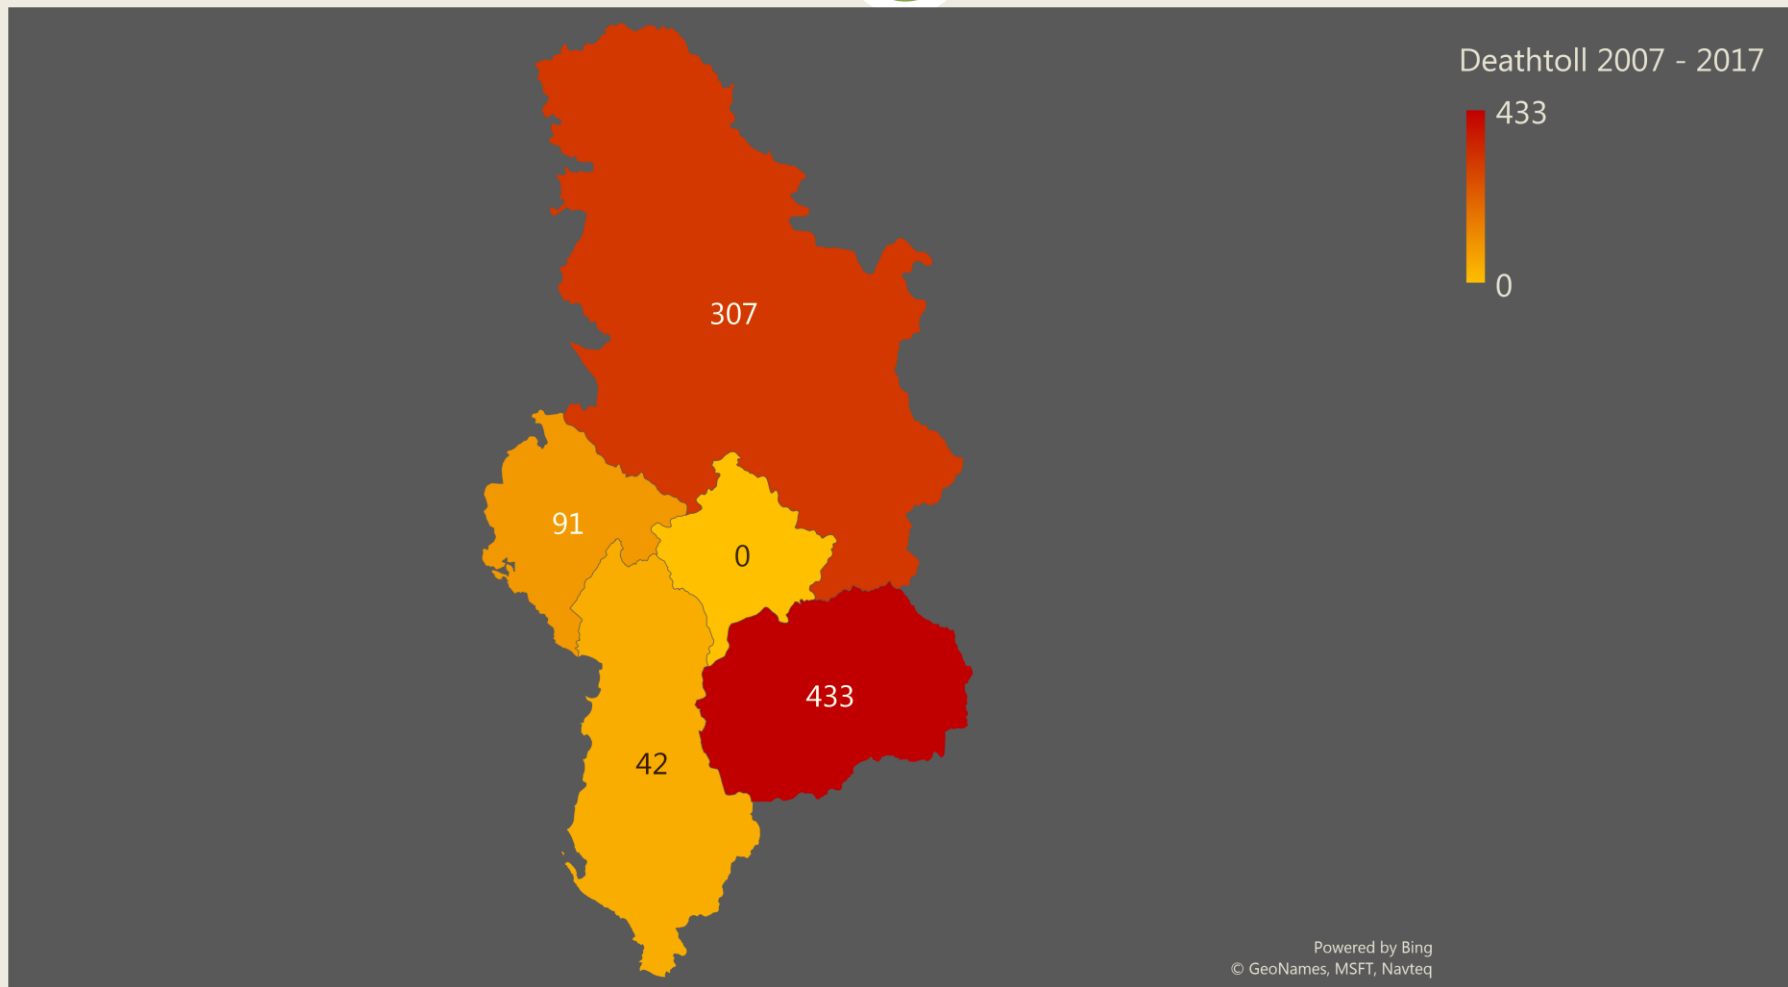 Deathtoll 2007 - 2017
433
0
307
91
0
433
42
Powered by Bing
© GeoNames, MSFT, Navteq